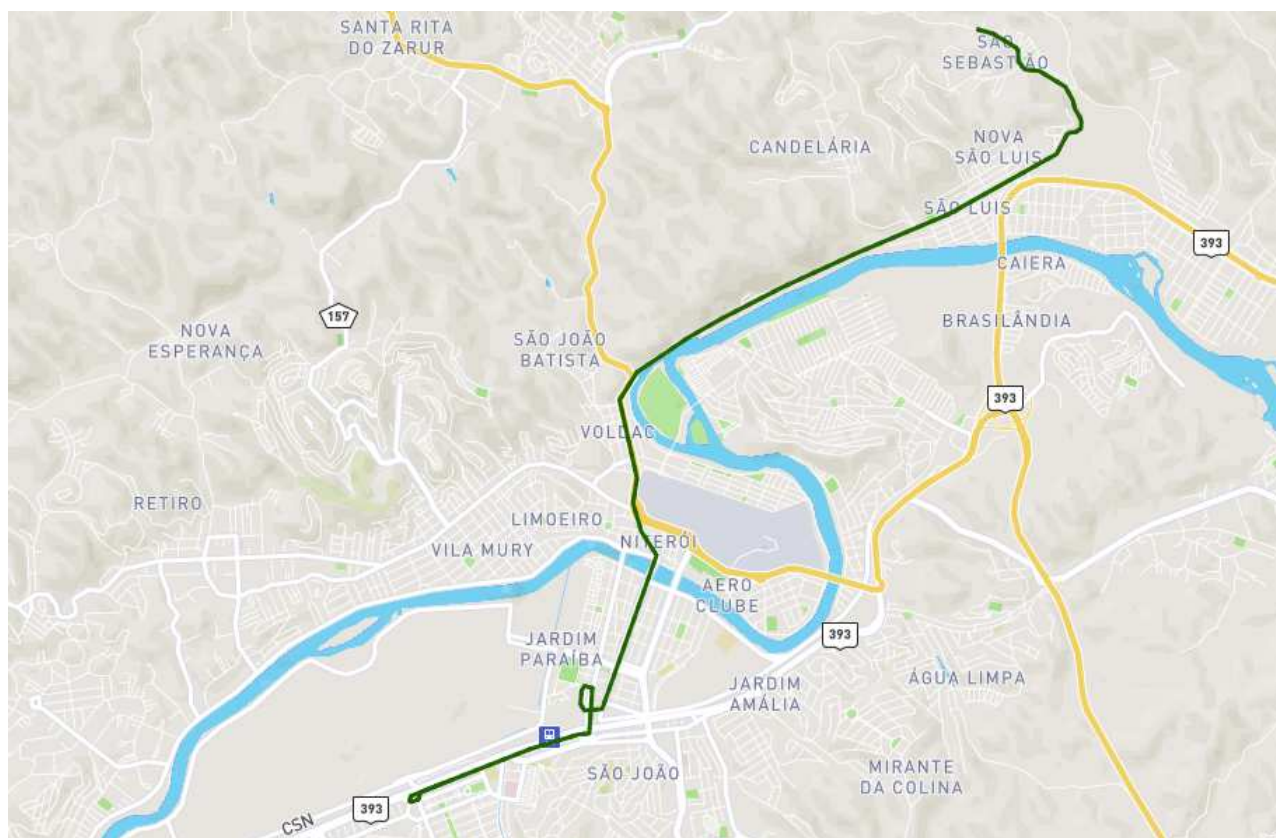 SANTA RITA
DO ZARUR
SÃO
SEBASTIÃO
CANDELÁRIA
NOVA
SÃO LUIS
SÃO LUIS
393
CAIERA
157
NOVA
ESPERANÇA
SÃO JOÃO
BATISTA
BRASILÂNDIA
393
VOLDAC
RETIRO
LIMOEIRO
NITERÓI
VILA MURY
AERO
CLUBE
393
JARDIM
PARAÍBA
JARDIM
AMÁLIA
ÁGUA LIMPA
SÃO JOÃO
MIRANTE
DA COLINA
393
CSN